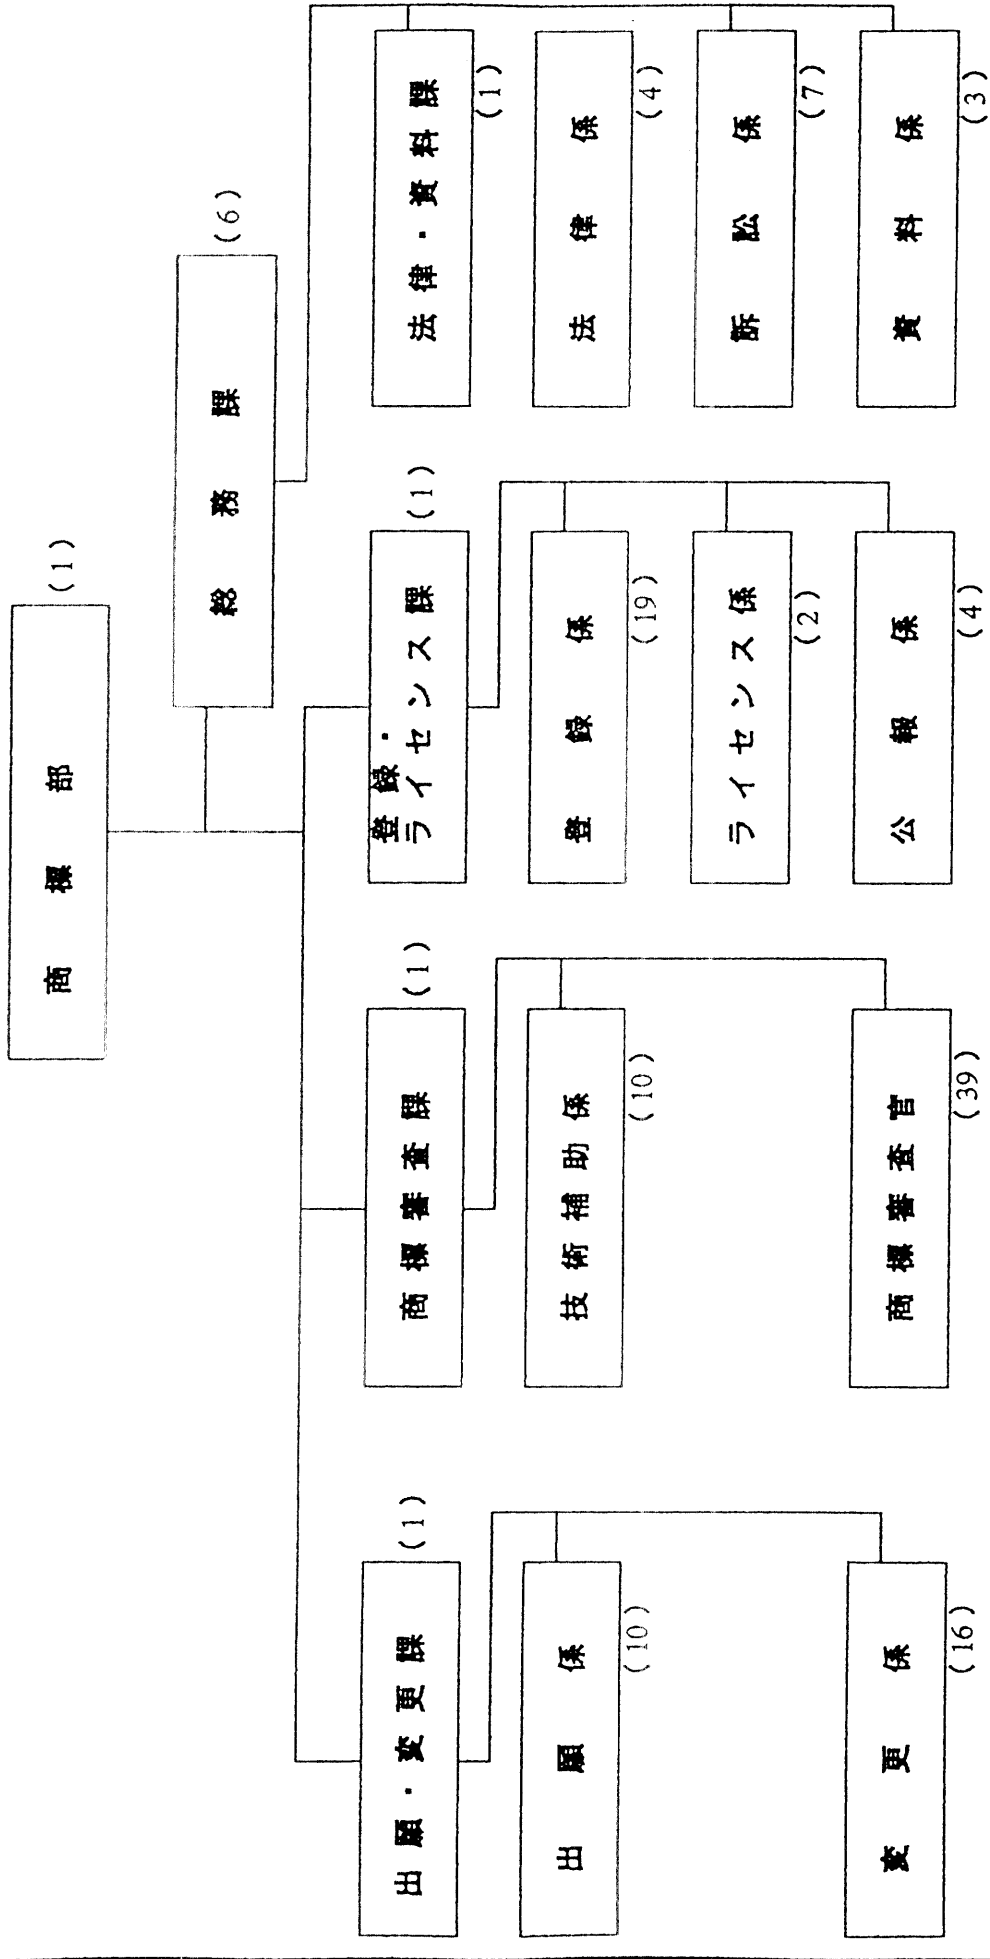 商標部
(1)
総務課
(6)
出願・変更課
(1)
出願係
(10)
変更係
(16)
商標審査課
(1)
技術補助係
(10)
商標審査官
(39)
登録・
ライセンス課
(1)
登録係
(19)
ライセンス係
(2)
公報係
(4)
法律・資料課
(1)
法律係
(4)
訴訟係
(7)
資料係
(3)